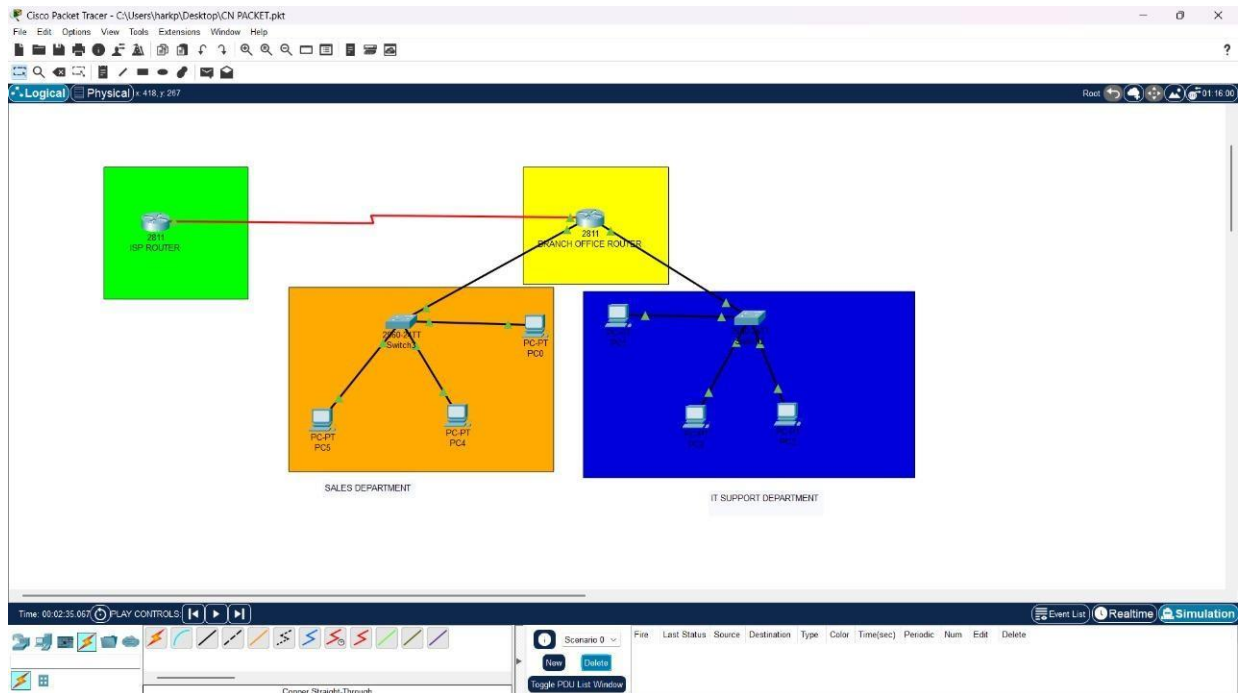 Cisco Packet Tracer - C:\Users\harkp\Desktop\CN PACKET.pkt
File Edit Options View Tools Extensions Window Help
?
Logical Physical x: 418, y: 267
Root 01:16:00
2811
ISP ROUTER
2811
BRANCH OFFICE ROUTER
2960-24TT
Switch3
PC-PT
PC0
PC-PT
PC5
PC-PT
PC4
SALES DEPARTMENT
IT SUPPORT DEPARTMENT
Time: 00:02:35.067 PLAY CONTROLS:
Event List Realtime Simulation
Scenario 0
New Delete
Toggle PDU List Window
Fire Last Status Source Destination Type Color Time(sec) Periodic Num Edit Delete
Copper Straight-Through